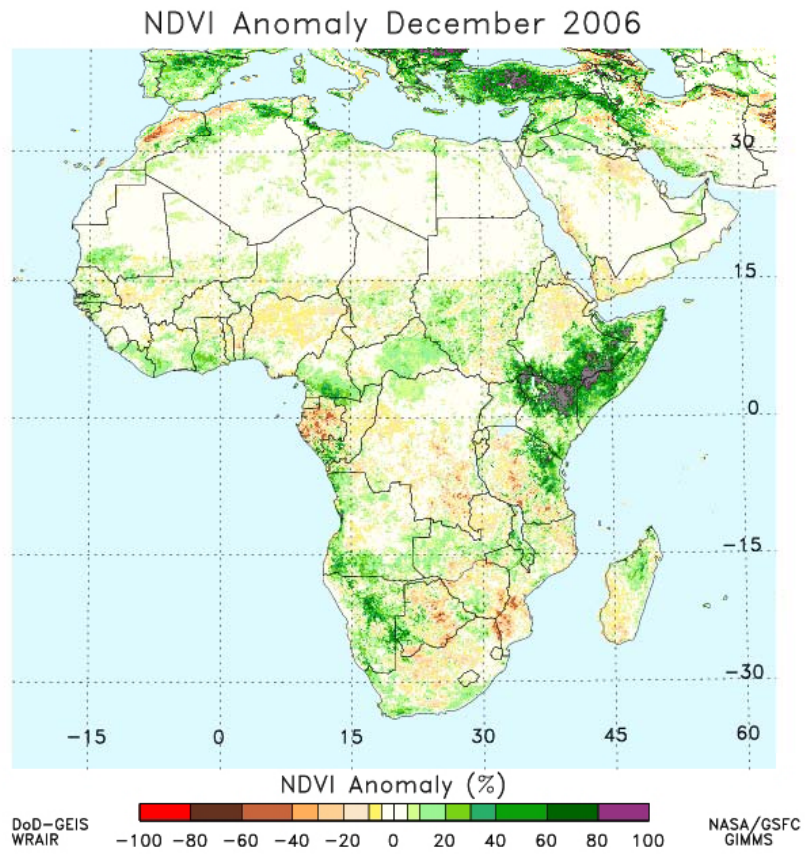 NDVI Anomaly December 2006
30
15
0
-15
-30
-15 0 15 30 45 60
NDVI Anomaly (%)
-100 -80 -60 -40 -20 0 20 40 60 80 100
DoD-GEIS
WRAIR
NASA/GSFC
GIMMS